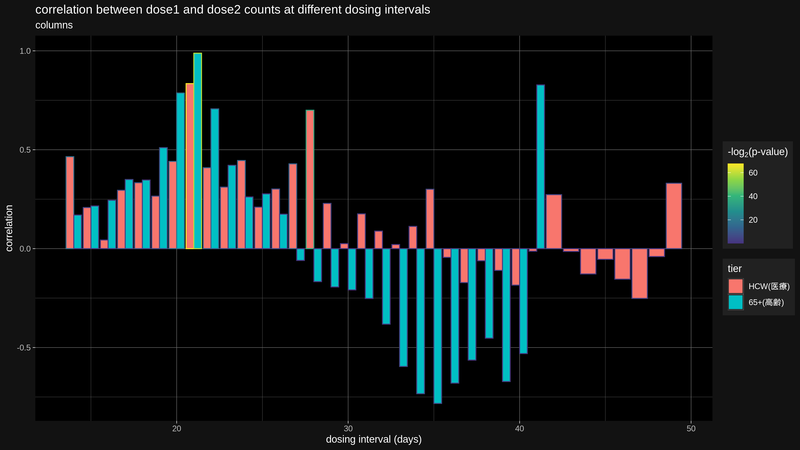 correlation between dose1 and dose2 counts at different dosing intervals
columns
1.0
0.5
0.0
-0.5
correlation
20
30
40
50
dosing interval (days)
-log₂(p-value)
60
40
20
tier
HCW(医療)
65+(高齢)